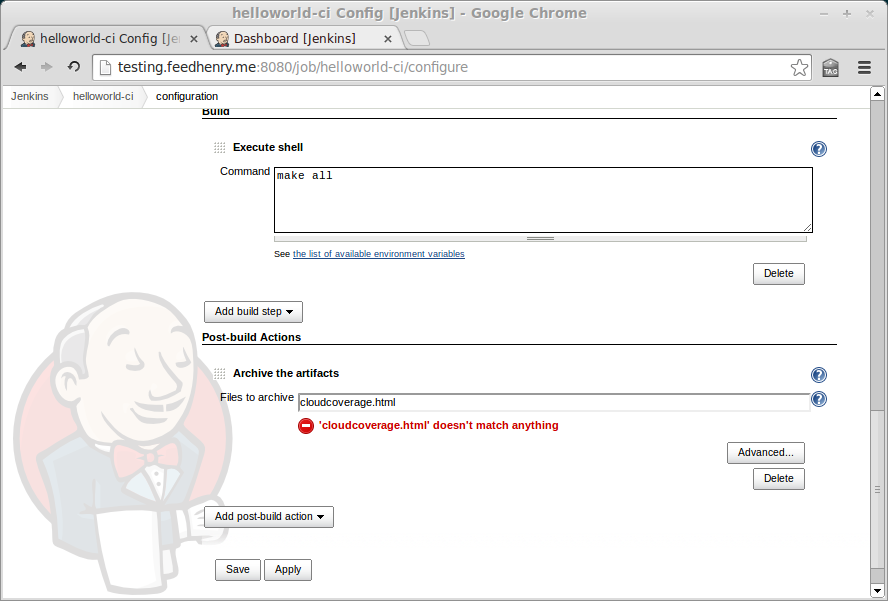 helloworld-ci Config [Jenkins] - Google Chrome
helloworld-ci Config [Je
Dashboard [Jenkins]
testing.feedhenry.me:8080/job/helloworld-ci/configure
TAG
Jenkins helloworld-ci configuration
Build
Execute shell
Command make all
See the list of available environment variables
Delete
Add build step
Post-build Actions
Archive the artifacts
Files to archive cloudcoverage.html
'cloudcoverage.html' doesn't match anything
Advanced...
Delete
Add post-build action
Save Apply